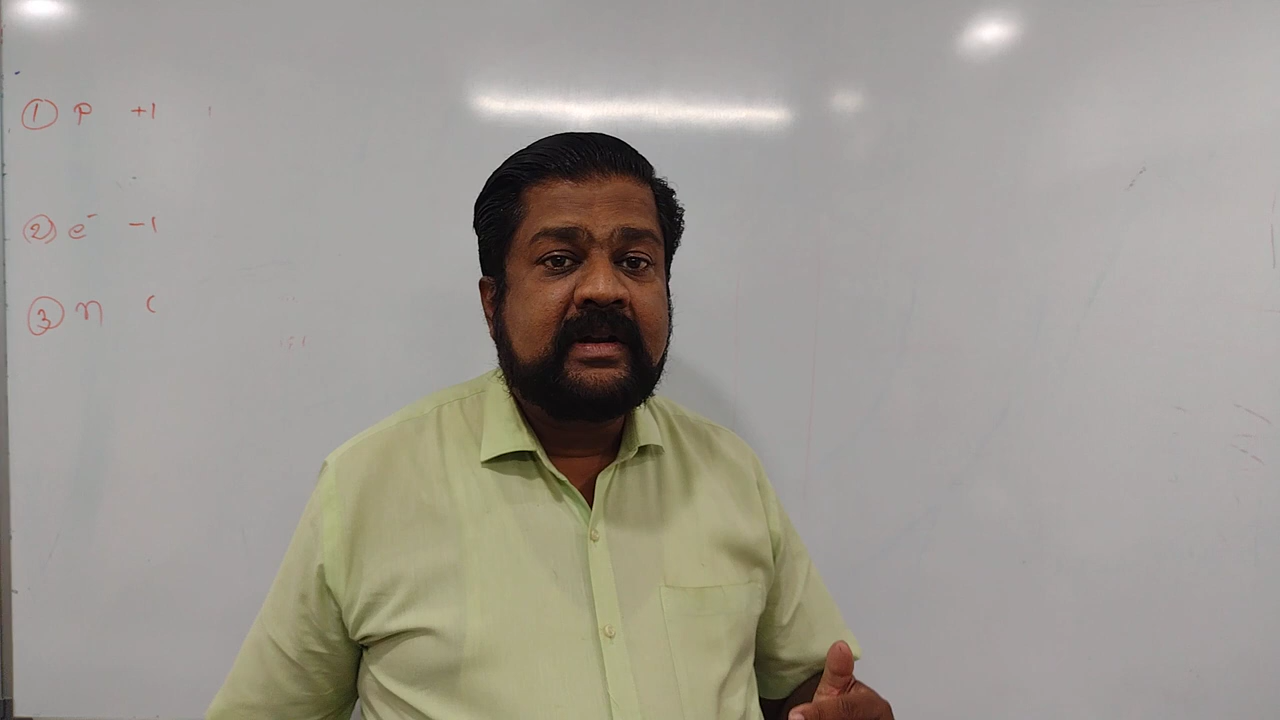 ① p +1
② e⁻ -1
③ n